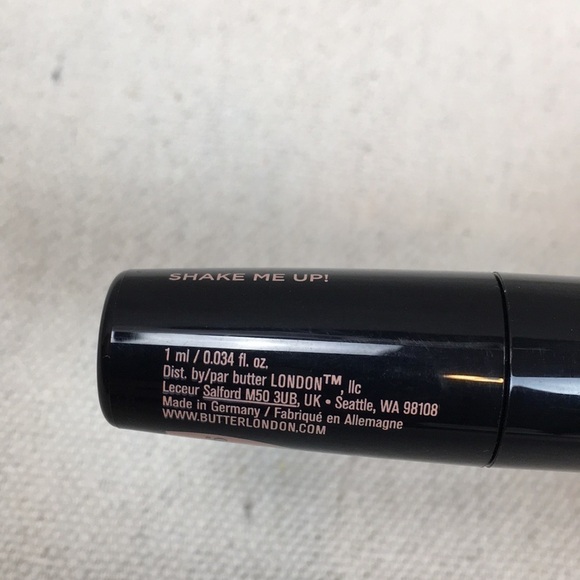 SHAKE ME UP!
1 ml / 0.034 fl. oz.
Dist. by/par butter LONDON™, llc
Leceur Salford M50 3UB, UK • Seattle, WA 98108
Made in Germany / Fabriqué en Allemagne
WWW.BUTTERLONDON.COM